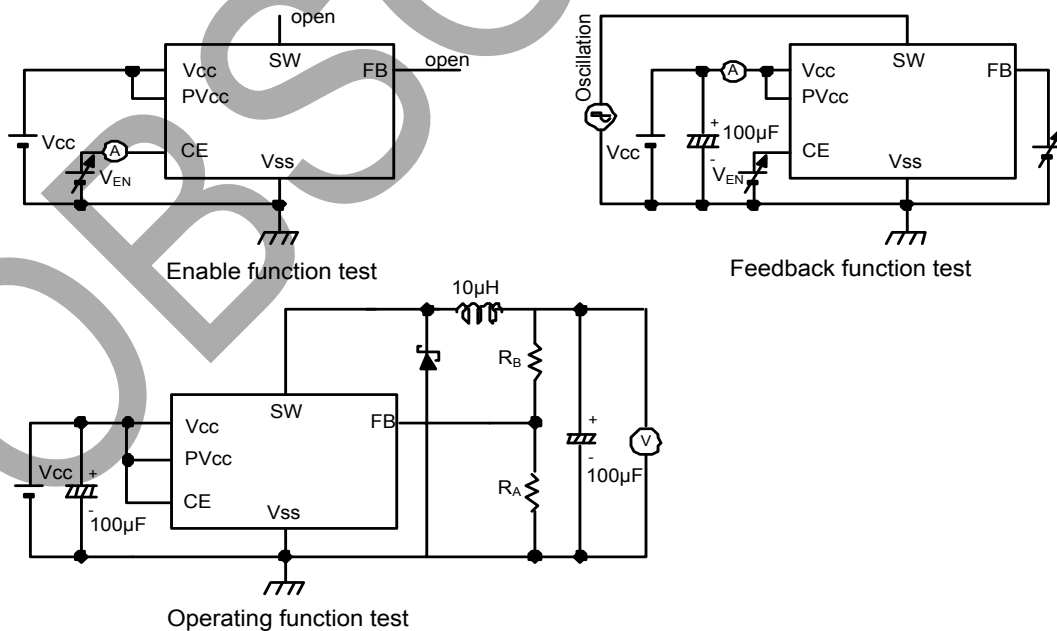 open
SW
Vcc
FB
open
PVcc
Vcc
A
CE
Vss
VEN
Enable function test
Oscillation
SW
A
Vcc
FB
PVcc
+
100µF
Vcc
-
CE
VEN
Vss
Feedback function test
10µH
RB
SW
Vcc
FB
+
V
PVcc
Vcc
+
-
100µF
RA
CE
-
100µF
Vss
Operating function test